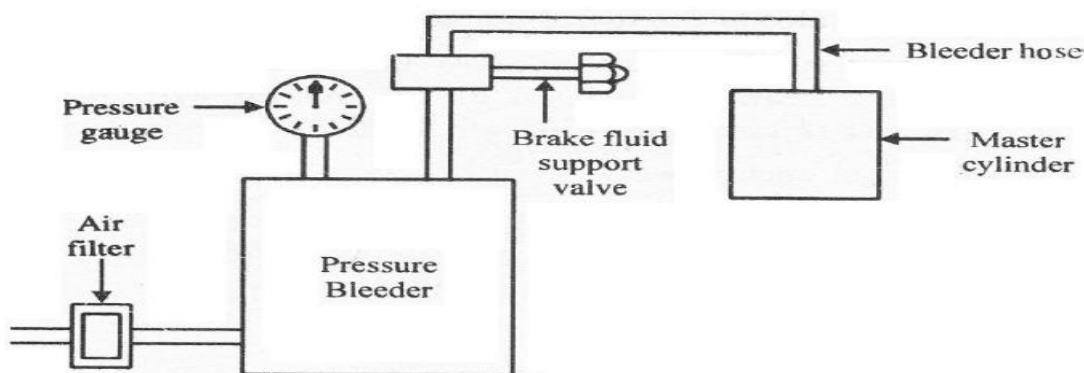 Pressure
gauge
Bleeder hose
Brake fluid
support
valve
Master
cylinder
Air
filter
Pressure
Bleeder